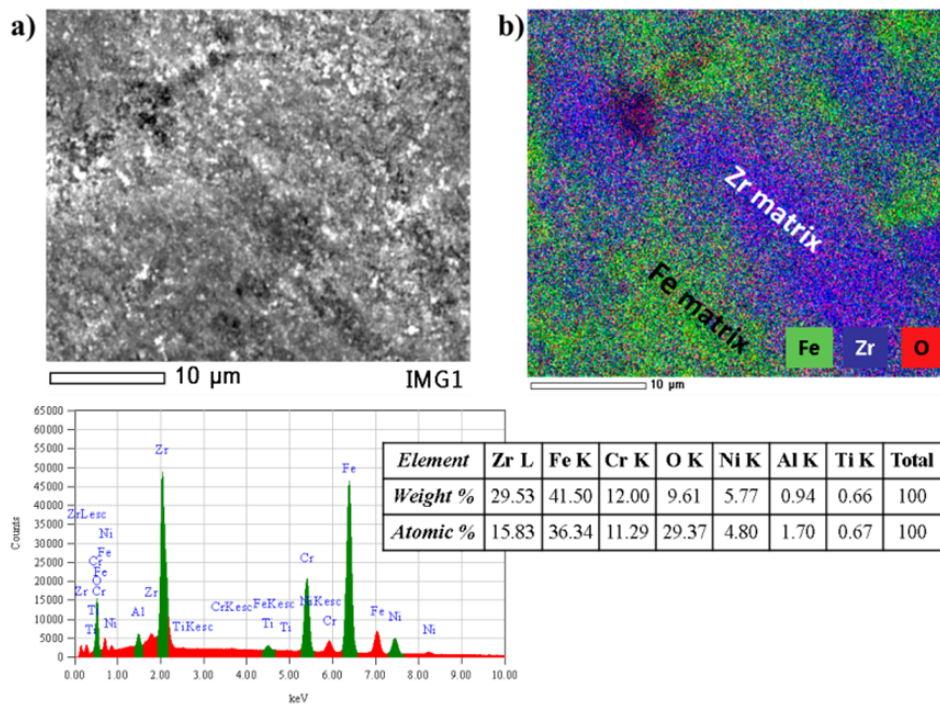 a)
b)
Zr matrix
Fe matrix
Fe Zr O
10 µm IMG1
10 µm
65000
60000
55000
50000
45000
40000
35000
30000
25000
20000
15000
10000
5000
0
Counts
ZrLesc
Ni
Fe
Cr
Fe
O
Zr Cr
Ni
Al
Zr
Zr
TiKesc
CrKesc
FeKesc
Ti
Ti
Cr
NiKesc
Cr
Fe
Fe
Ni
Ni
0.00 1.00 2.00 3.00 4.00 5.00 6.00 7.00 8.00 9.00 10.00
keV
Element Zr L Fe K Cr K O K Ni K Al K Ti K Total
Weight % 29.53 41.50 12.00 9.61 5.77 0.94 0.66 100
Atomic % 15.83 36.34 11.29 29.37 4.80 1.70 0.67 100